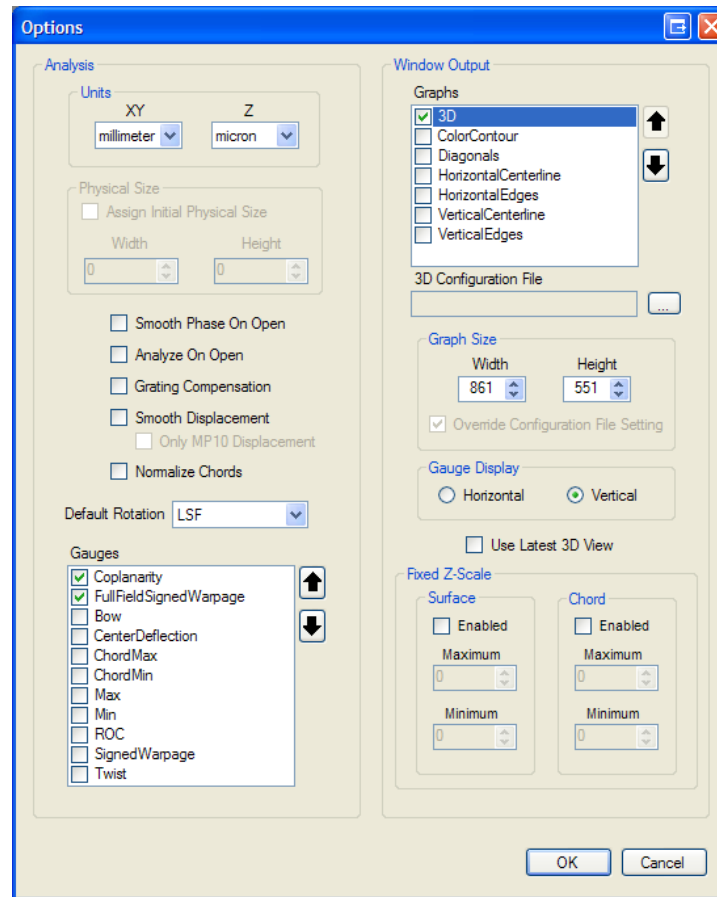 Options
Analysis
Units
XY Z
millimeter micron
Physical Size
Assign Initial Physical Size
Width Height
0 0
Smooth Phase On Open
Analyze On Open
Grating Compensation
Smooth Displacement
Only MP10 Displacement
Normalize Chords
Default Rotation LSF
Gauges
Coplanarity
FullFieldSignedWarpage
Bow
CenterDeflection
ChordMax
ChordMin
Max
Min
ROC
SignedWarpage
Twist
Window Output
Graphs
3D
ColorContour
Diagonals
HorizontalCenterline
HorizontalEdges
VerticalCenterline
VerticalEdges
3D Configuration File
...
Graph Size
Width Height
861 551
Override Configuration File Setting
Gauge Display
Horizontal Vertical
Use Latest 3D View
Fixed Z-Scale
Surface Chord
Enabled Enabled
Maximum Maximum
0 0
Minimum Minimum
0 0
OK Cancel